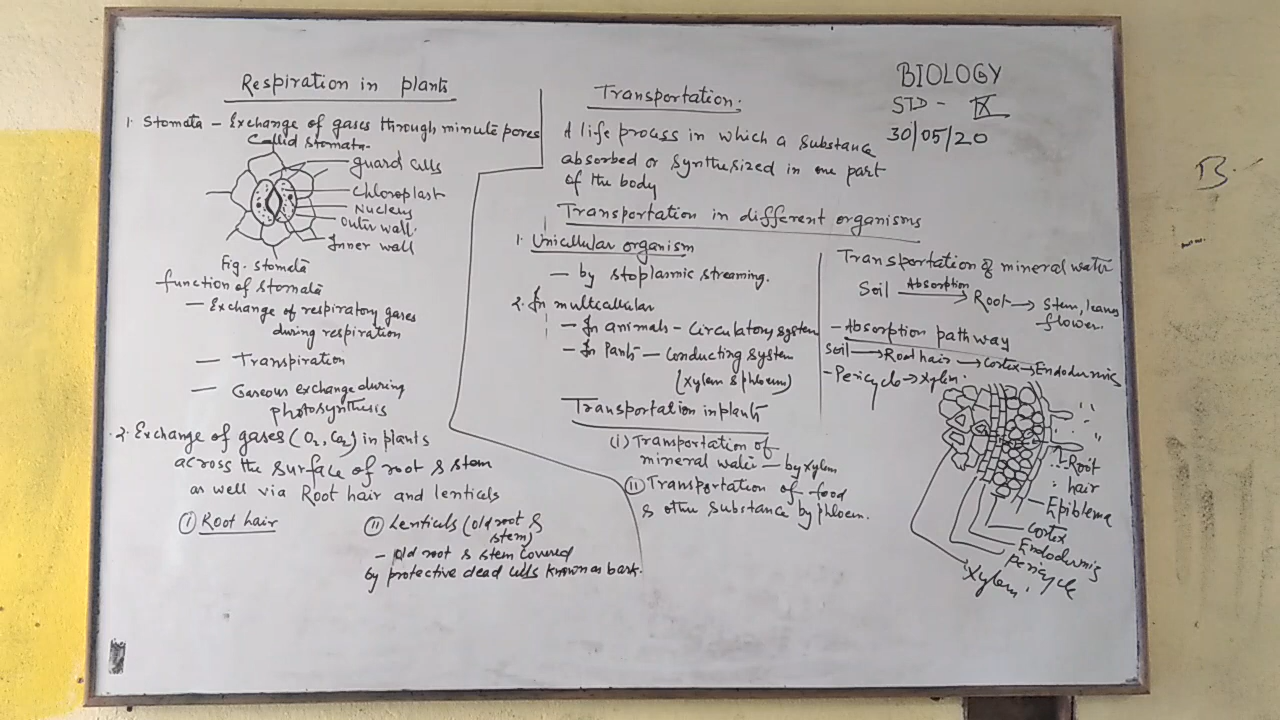 BIOLOGY
STD - IX
30/05/20
Respiration in plants
1. Stomata - Exchange of gases through minute pores
Called stomata.
guard cells
Chloroplast
Nucleus
Outer wall.
Inner wall
Fig. stomata
function of stomata
- Exchange of respiratory gases
during respiration
- Transpiration
- Gaseous exchange during
photosynthesis
2. Exchange of gases (O2, CO2) in plants
across the surface of root & stem
as well via Root hair and lenticels
(i) Root hair
(ii) Lenticels (old root &
stem)
- old root & stem covered
by protective dead cells known as bark.
Transportation.
A life process in which a substance
absorbed or synthesized in one part
of the body
Transportation in different organisms
1. Unicellular organism
- by stoplasmic streaming.
2. In multicellular
- In animals - Circulatory system
- In Pants - Conducting system
(xylem & phloem)
Transportation in plants
(i) Transportation of
mineral water - by xylem
(ii) Transportation of food
& other substance by phloem.
Transportation of mineral water
Soil Absorption → Root → Stem, leaves
flower.
- Absorption pathway
Soil → Root hair → Cortex → Endodermis
- Pericycle → Xylem.
Root
hair
Epiblema
Cortex
Endodermis
pericycle
Xylem.
B.